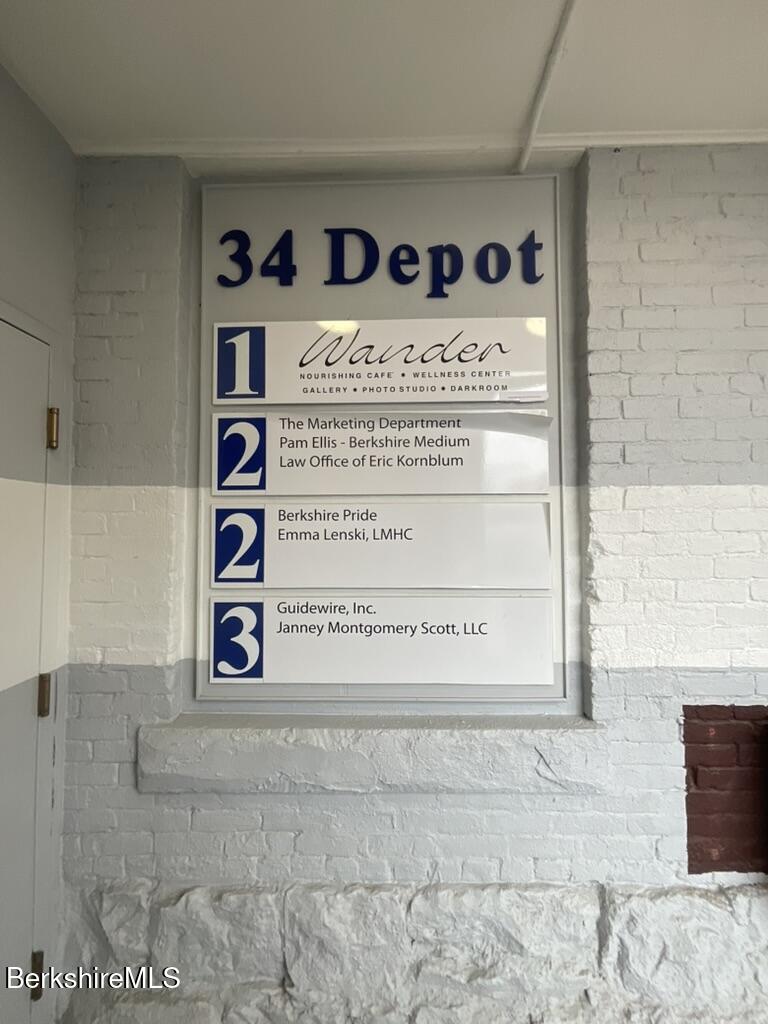 34 Depot
1
Wander
NOURISHING CAFE • WELLNESS CENTER
GALLERY • PHOTO STUDIO • DARKROOM
2
The Marketing Department
Pam Ellis - Berkshire Medium
Law Office of Eric Kornblum
2
Berkshire Pride
Emma Lenski, LMHC
3
Guidewire, Inc.
Janney Montgomery Scott, LLC
BerkshireMLS